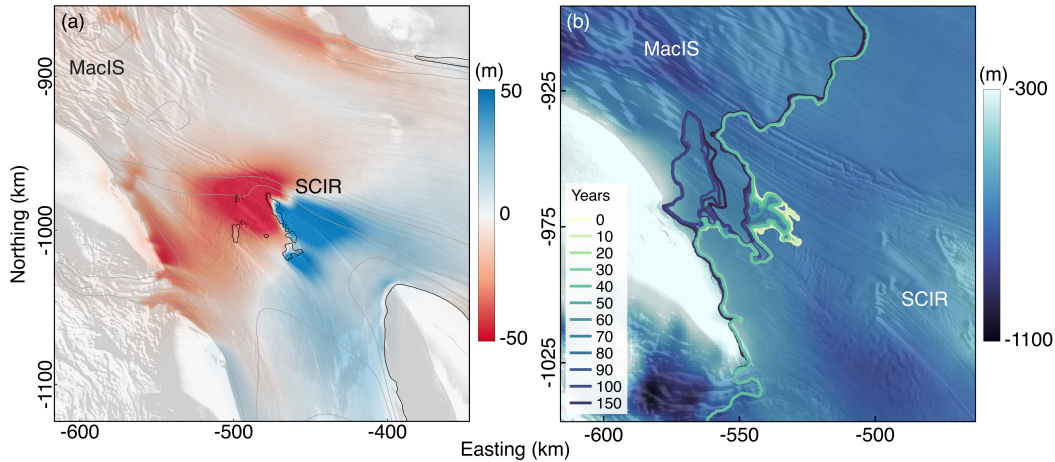 (a)
MacIS
SCIR
(m)
50
0
-50
-900
-1000
-1100
Northing (km)
-600
-500
-400
(b)
MacIS
SCIR
(m)
-300
-1100
-925
-975
-1025
Years
0
10
20
30
40
50
60
70
80
90
100
150
-600
-550
-500
Easting (km)